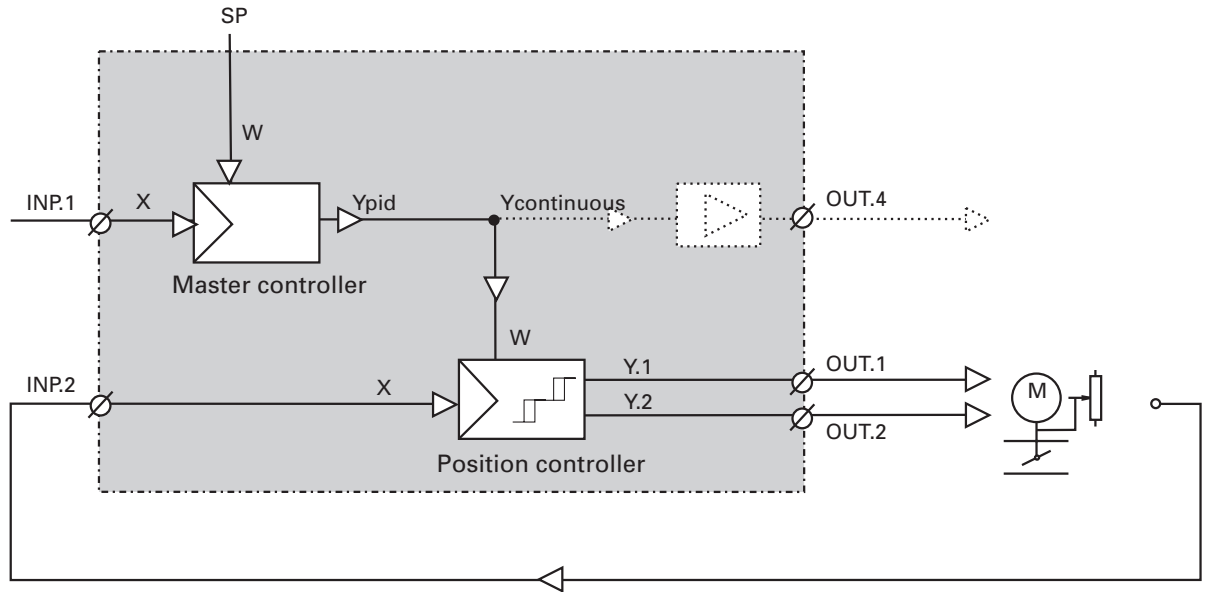 SP
W
INP.1
X
Ypid
Ycontinuous
OUT.4
Master controller
W
INP.2
X
Y.1
OUT.1
Y.2
OUT.2
M
Position controller